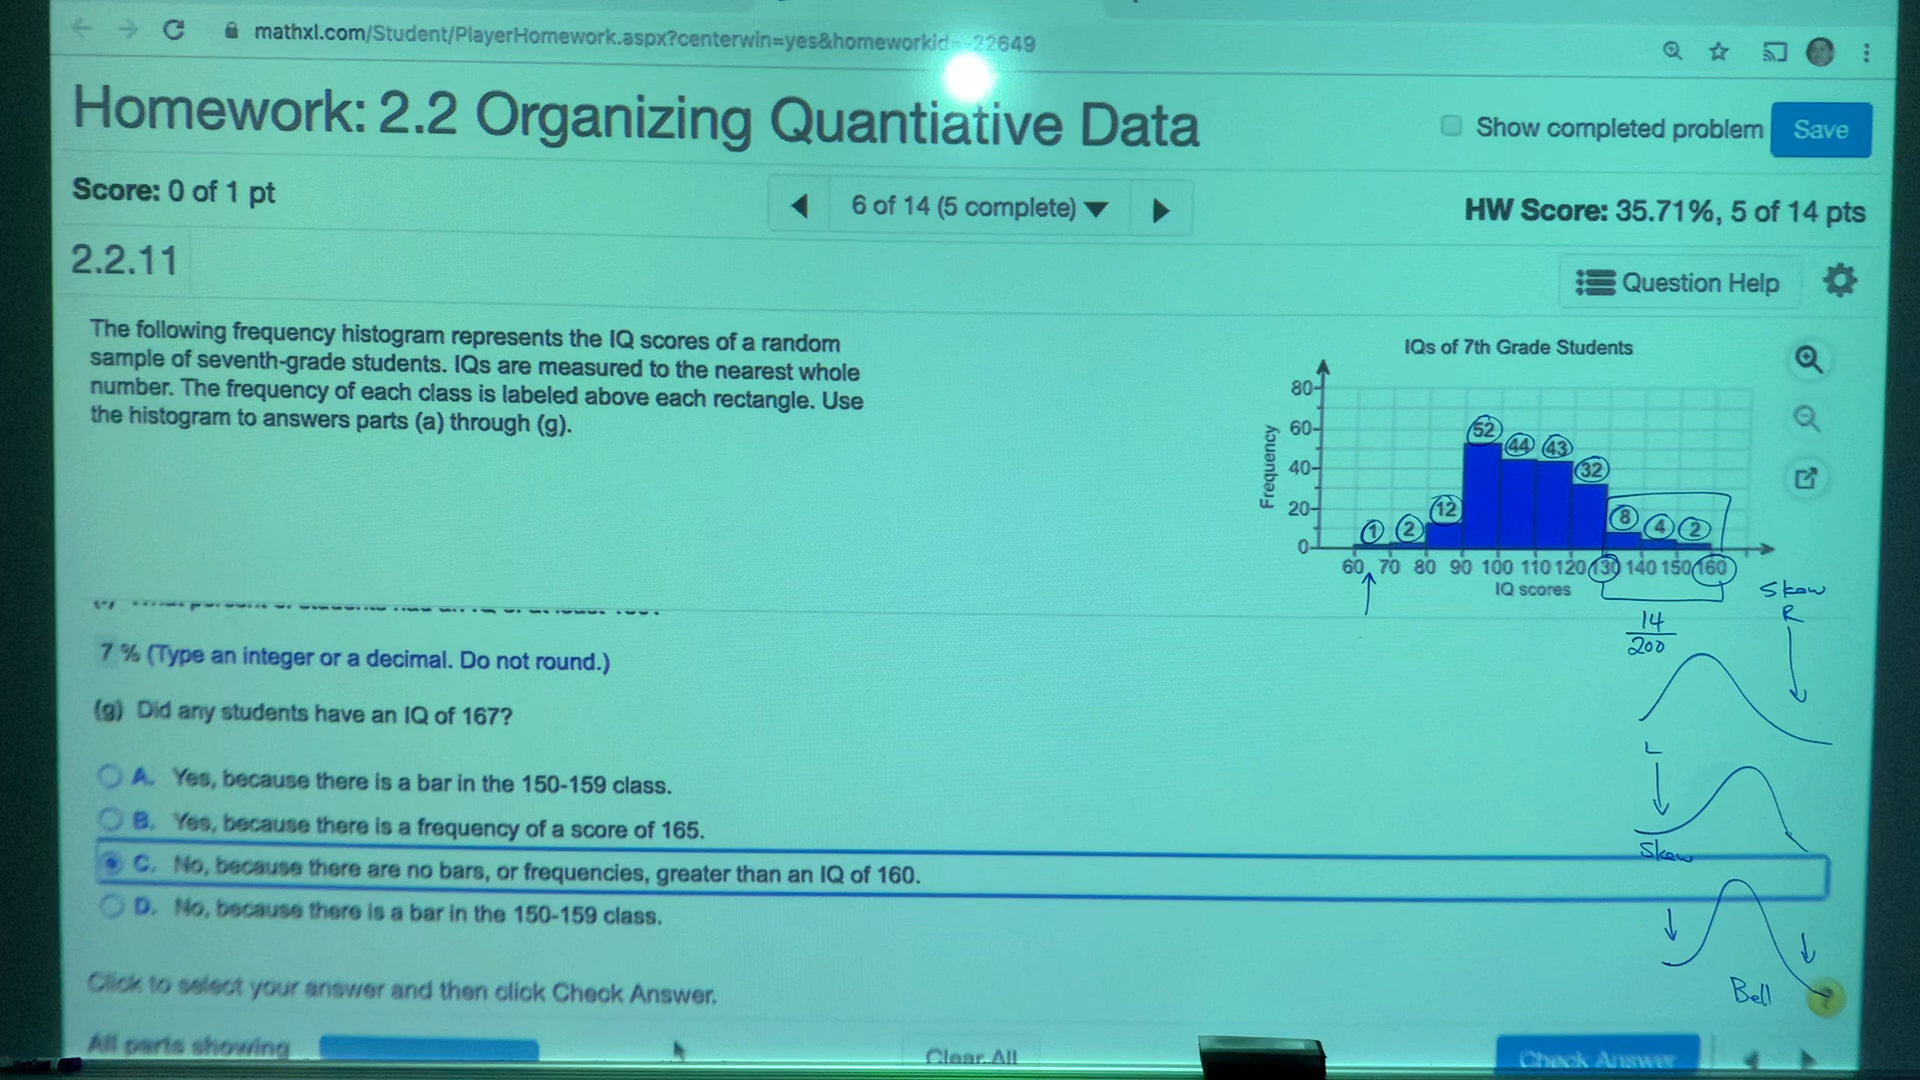 mathxl.com/Student/PlayerHomework.aspx?centerwin=yes&homeworkid= 22649
Homework: 2.2 Organizing Quantiative Data
Show completed problem
Save
Score: 0 of 1 pt
6 of 14 (5 complete)
HW Score: 35.71%, 5 of 14 pts
2.2.11
Question Help
The following frequency histogram represents the IQ scores of a random
sample of seventh-grade students. IQs are measured to the nearest whole
number. The frequency of each class is labeled above each rectangle. Use
the histogram to answers parts (a) through (g).
IQs of 7th Grade Students
Frequency
80
60
40
20
0
1 2 12 52 44 43 32 8 4 2
60 70 80 90 100 110 120 130 140 150 160
IQ scores
Skew
R
14
200
7 % (Type an integer or a decimal. Do not round.)
(g) Did any students have an IQ of 167?
A. Yes, because there is a bar in the 150-159 class.
B. Yes, because there is a frequency of a score of 165.
C. No, because there are no bars, or frequencies, greater than an IQ of 160.
D. No, because there is a bar in the 150-159 class.
L
Skew
Bell
Click to select your answer and then click Check Answer.
All parts showing
Clear All
Check Answer